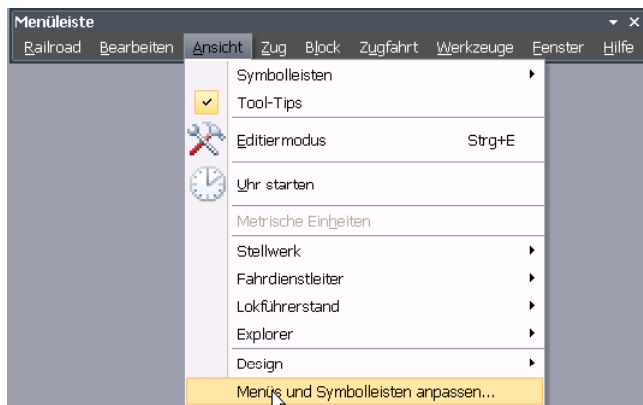 Menüleiste
Railroad Bearbeiten Ansicht Zug Block Zugfahrt Werkzeuge Fenster Hilfe
Symbolleisten
Tool-Tips
Editiermodus Strg+E
Uhr starten
Metrische Einheiten
Stellwerk
Fahrdienstleiter
Lokführerstand
Explorer
Design
Menüs und Symbolleisten anpassen...